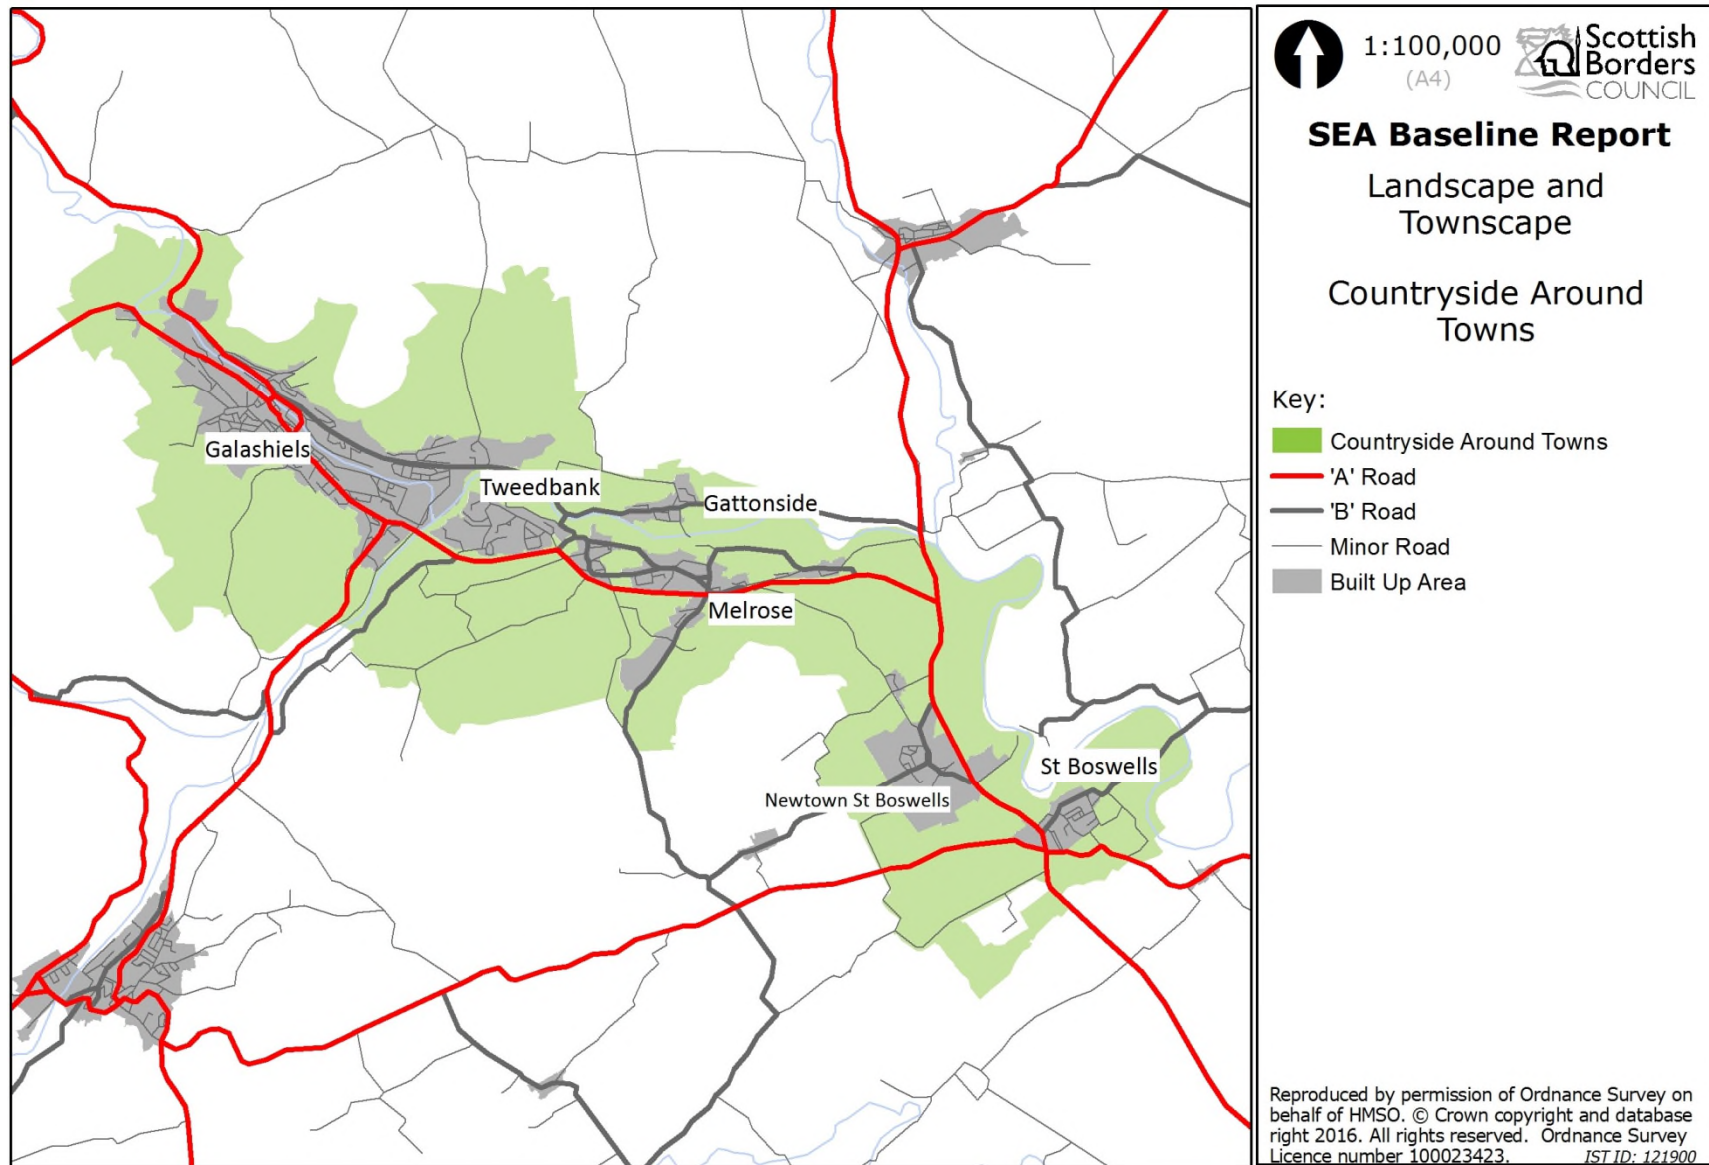 1:100,000
(A4)
Scottish
Borders
COUNCIL
SEA Baseline Report
Landscape and
Townscape
Countryside Around
Towns
Key:
Countryside Around Towns
'A' Road
'B' Road
Minor Road
Built Up Area
Galashiels
Tweedbank
Gattonside
Melrose
St Boswells
Newtown St Boswells
Reproduced by permission of Ordnance Survey on
behalf of HMSO. © Crown copyright and database
right 2016. All rights reserved. Ordnance Survey
Licence number 100023423. IST ID: 121900